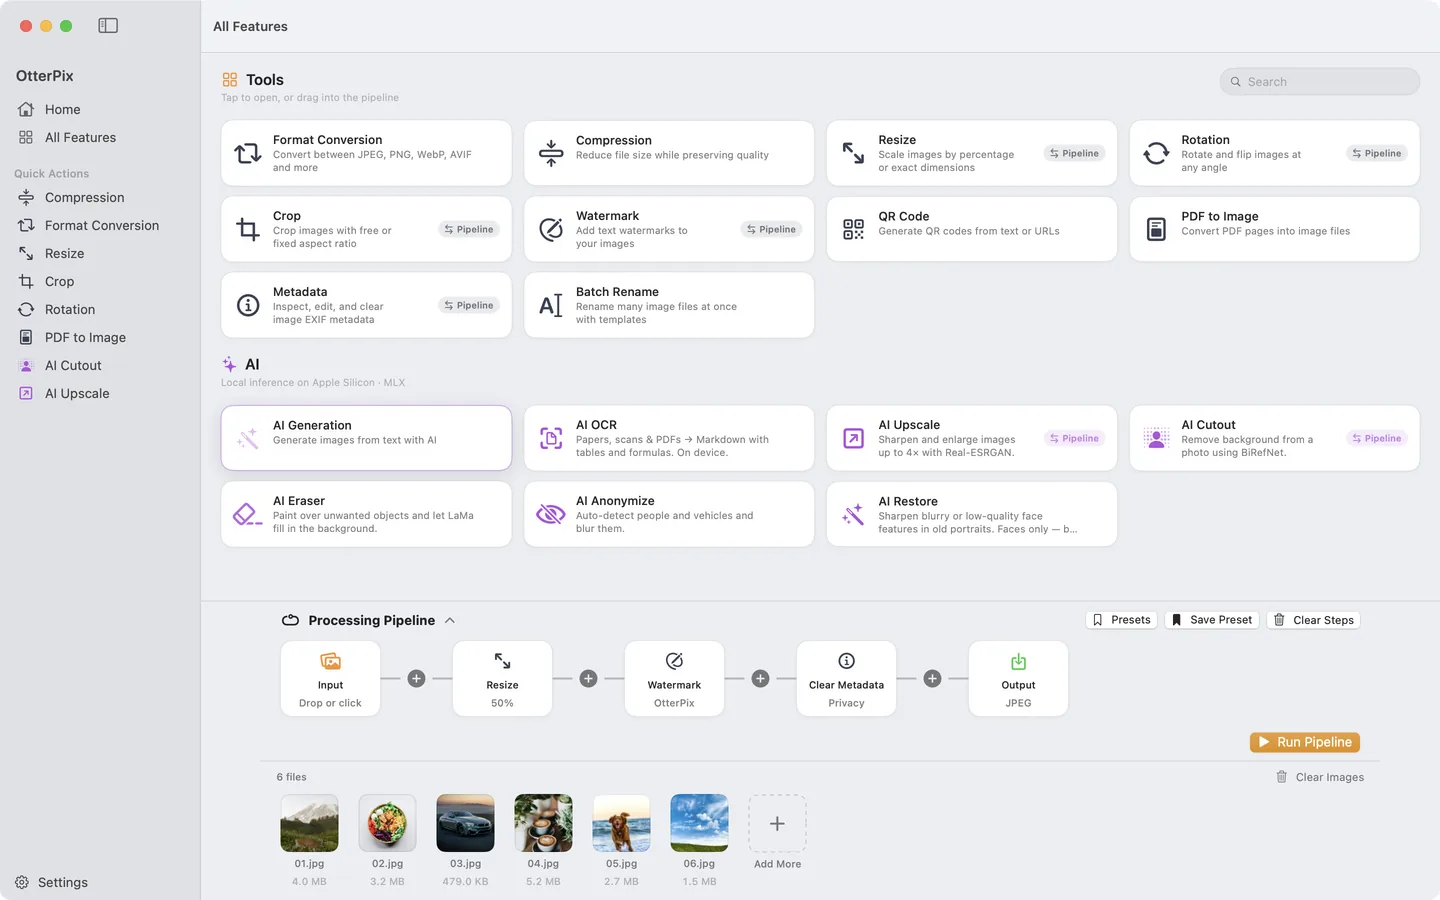 All Features
OtterPix
Home
All Features
Quick Actions
Compression
Format Conversion
Resize
Crop
Rotation
PDF to Image
AI Cutout
AI Upscale
Settings
Tools
Tap to open, or drag into the pipeline
Search
Format Conversion
Convert between JPEG, PNG, WebP, AVIF
and more
Compression
Reduce file size while preserving quality
Resize
Scale images by percentage
or exact dimensions
Pipeline
Rotation
Rotate and flip images at
any angle
Pipeline
Crop
Crop images with free or
fixed aspect ratio
Pipeline
Watermark
Add text watermarks to
your images
Pipeline
QR Code
Generate QR codes from text or URLs
PDF to Image
Convert PDF pages into image files
Metadata
Inspect, edit, and clear
image EXIF metadata
Pipeline
Batch Rename
Rename many image files at once
with templates
AI
Local inference on Apple Silicon · MLX
AI Generation
Generate images from text with AI
AI OCR
Papers, scans & PDFs → Markdown with
tables and formulas. On device.
AI Upscale
Sharpen and enlarge images
up to 4× with Real-ESRGAN.
Pipeline
AI Cutout
Remove background from a
photo using BiRefNet.
Pipeline
AI Eraser
Paint over unwanted objects and let LaMa
fill in the background.
AI Anonymize
Auto-detect people and vehicles and
blur them.
AI Restore
Sharpen blurry or low-quality face
features in old portraits. Faces only — b...
Processing Pipeline
Presets
Save Preset
Clear Steps
Input
Drop or click
Resize
50%
Watermark
OtterPix
Clear Metadata
Privacy
Output
JPEG
Run Pipeline
6 files
Clear Images
01.jpg
4.0 MB
02.jpg
3.2 MB
03.jpg
479.0 KB
04.jpg
5.2 MB
05.jpg
2.7 MB
06.jpg
1.5 MB
Add More